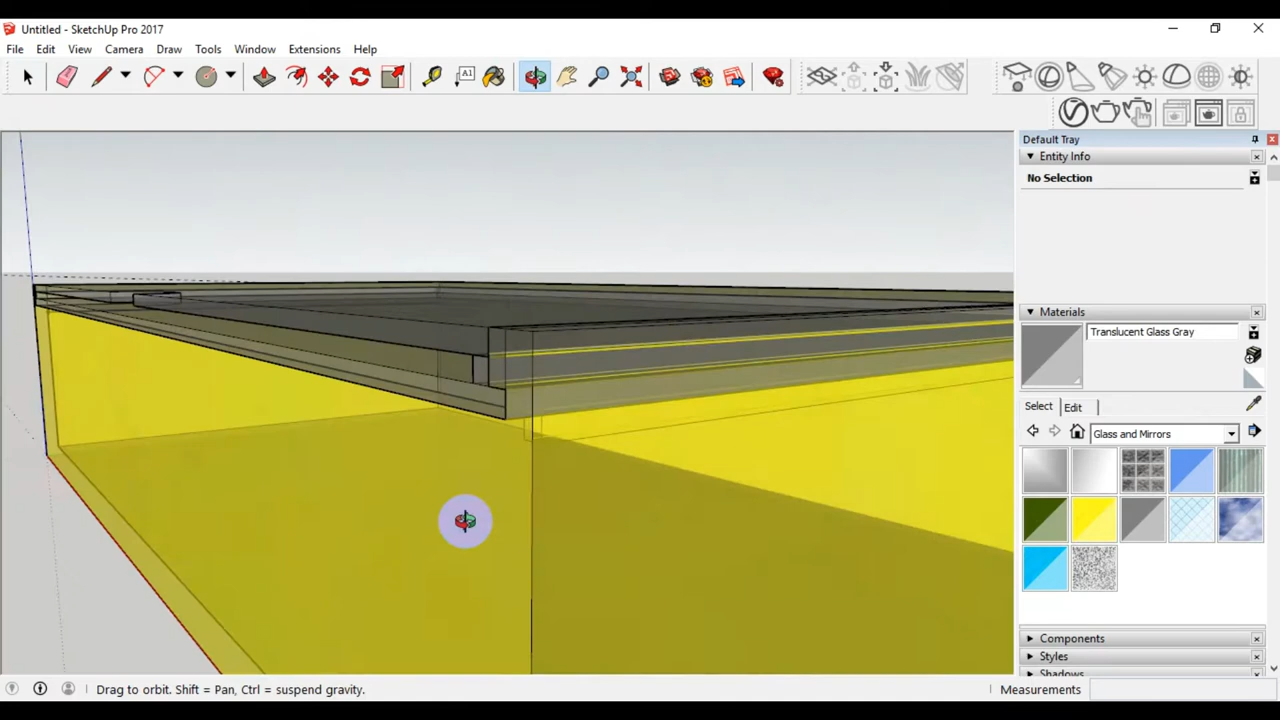 Untitled - SketchUp Pro 2017
File Edit View Camera Draw Tools Window Extensions Help
A1
Default Tray
Entity Info
No Selection
Materials
Translucent Glass Gray
Select Edit
Glass and Mirrors
Components
Styles
Shadows
Drag to orbit. Shift = Pan, Ctrl = suspend gravity.
Measurements